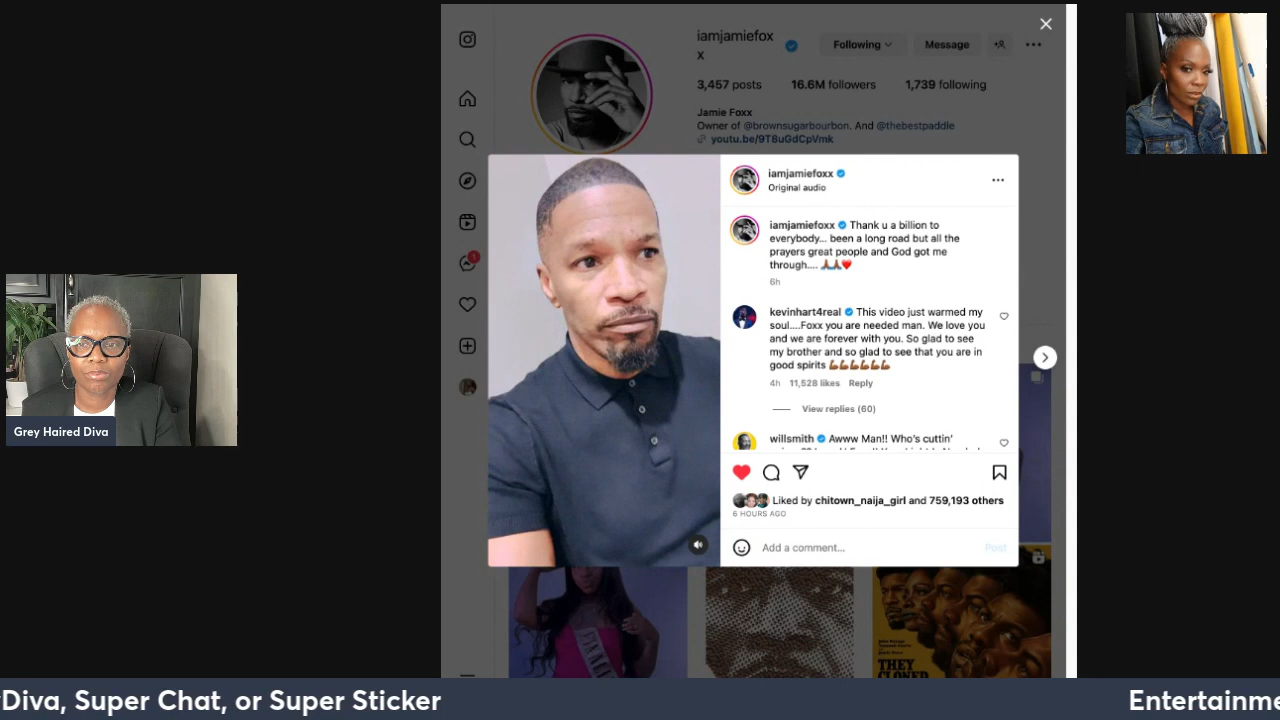 iamjamiefox
x
Following
Message
3,457 posts
16.6M followers
1,739 following
Jamie Foxx
Owner of @brownsugarbourbon. And @thebestpaddle
youtu.be/9T8uGdCpVmk
1
iamjamiefoxx
Original audio
iamjamiefoxx Thank u a billion to
everybody... been a long road but all the
prayers great people and God got me
through.... 🙏🏾🙏🏾❤️
6h
kevinhart4real This video just warmed my
soul....Foxx you are needed man. We love you
and we are forever with you. So glad to see
my brother and so glad to see that you are in
good spirits 💪🏾💪🏾💪🏾💪🏾💪🏾💪🏾
4h 11,528 likes Reply
View replies (60)
willsmith Awww Man!! Who's cuttin'
Liked by chitown_naija_girl and 759,193 others
6 HOURS AGO
Add a comment...
Post
THEY
CLONED
Grey Haired Diva
Diva, Super Chat, or Super Sticker
Entertainme